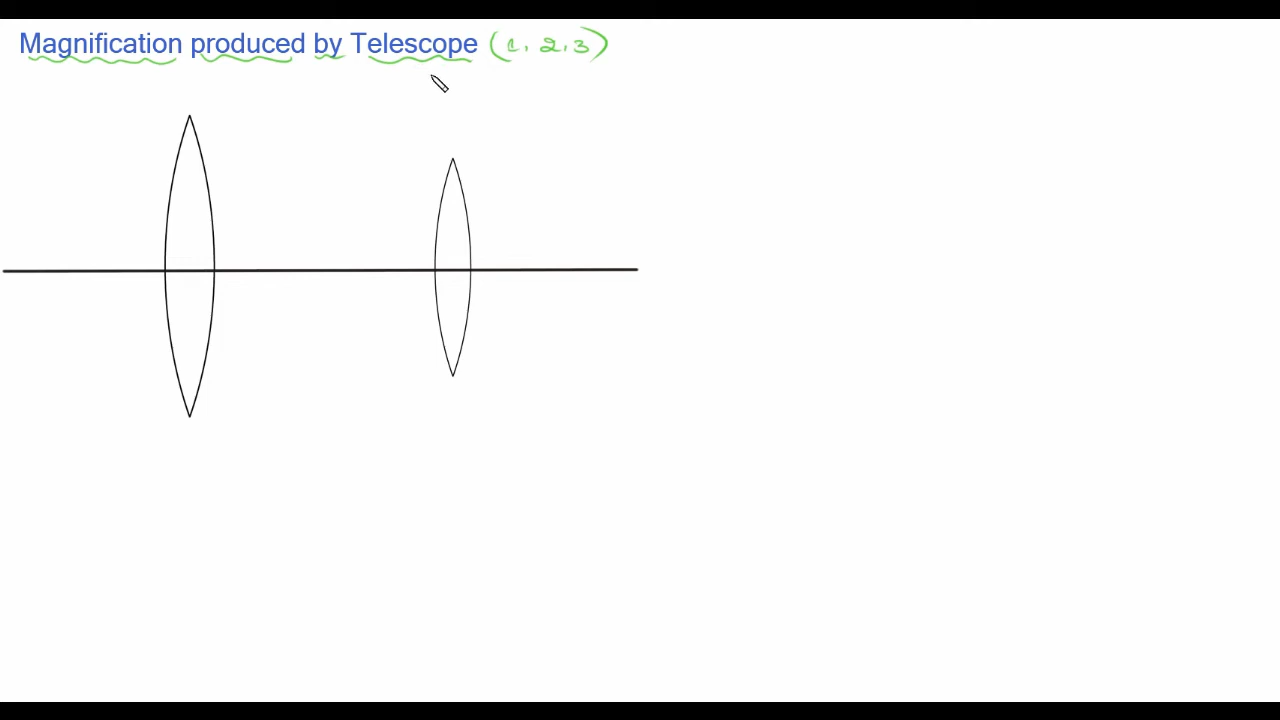 Magnification produced by Telescope (1, 2, 3)